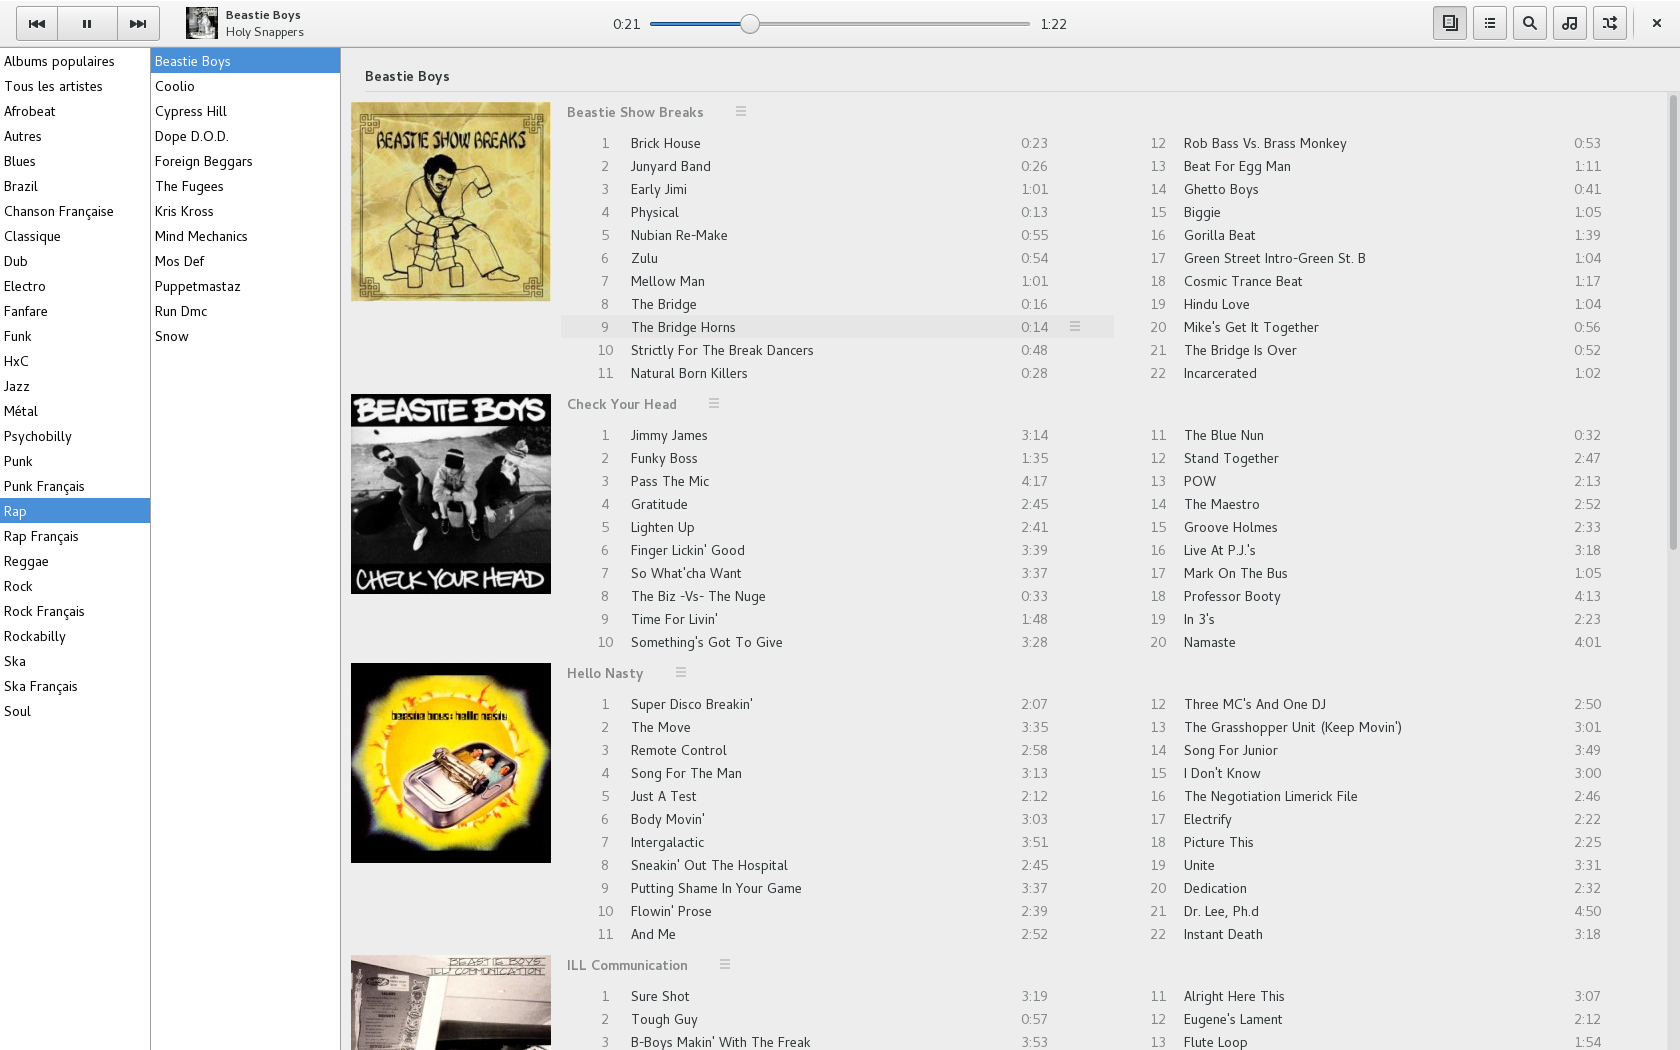 Beastie Boys
Holy Snappers
0:21
1:22
Albums populaires
Tous les artistes
Afrobeat
Autres
Blues
Brazil
Chanson Française
Classique
Dub
Electro
Fanfare
Funk
HxC
Jazz
Métal
Psychobilly
Punk
Punk Français
Rap
Rap Français
Reggae
Rock
Rock Français
Rockabilly
Ska
Ska Français
Soul
Beastie Boys
Coolio
Cypress Hill
Dope D.O.D.
Foreign Beggars
The Fugees
Kris Kross
Mind Mechanics
Mos Def
Puppetmastaz
Run Dmc
Snow
Beastie Boys
BEASTIE SHOW BREAKS
Beastie Show Breaks
1 Brick House 0:23
2 Junyard Band 0:26
3 Early Jimi 1:01
4 Physical 0:13
5 Nubian Re-Make 0:55
6 Zulu 0:54
7 Mellow Man 1:01
8 The Bridge 0:16
9 The Bridge Horns 0:14
10 Strictly For The Break Dancers 0:48
11 Natural Born Killers 0:28
12 Rob Bass Vs. Brass Monkey 0:53
13 Beat For Egg Man 1:11
14 Ghetto Boys 0:41
15 Biggie 1:05
16 Gorilla Beat 1:39
17 Green Street Intro-Green St. B 1:04
18 Cosmic Trance Beat 1:17
19 Hindu Love 1:04
20 Mike's Get It Together 0:56
21 The Bridge Is Over 0:52
22 Incarcerated 1:02
BEASTIE BOYS
CHECK YOUR HEAD
Check Your Head
1 Jimmy James 3:14
2 Funky Boss 1:35
3 Pass The Mic 4:17
4 Gratitude 2:45
5 Lighten Up 2:41
6 Finger Lickin' Good 3:39
7 So What'cha Want 3:37
8 The Biz -Vs- The Nuge 0:33
9 Time For Livin' 1:48
10 Something's Got To Give 3:28
11 The Blue Nun 0:32
12 Stand Together 2:47
13 POW 2:13
14 The Maestro 2:52
15 Groove Holmes 2:33
16 Live At P.J.'s 3:18
17 Mark On The Bus 1:05
18 Professor Booty 4:13
19 In 3's 2:23
20 Namaste 4:01
beastie boys: hello nasty
Hello Nasty
1 Super Disco Breakin' 2:07
2 The Move 3:35
3 Remote Control 2:58
4 Song For The Man 3:13
5 Just A Test 2:12
6 Body Movin' 3:03
7 Intergalactic 3:51
8 Sneakin' Out The Hospital 2:45
9 Putting Shame In Your Game 3:37
10 Flowin' Prose 2:39
11 And Me 2:52
12 Three MC's And One DJ 2:50
13 The Grasshopper Unit (Keep Movin') 3:01
14 Song For Junior 3:49
15 I Don't Know 3:00
16 The Negotiation Limerick File 2:46
17 Electrify 2:22
18 Picture This 2:25
19 Unite 3:31
20 Dedication 2:32
21 Dr. Lee, Ph.d 4:50
22 Instant Death 3:18
BEASTIE BOYS
ILL COMMUNICATION
ILL Communication
1 Sure Shot 3:19
2 Tough Guy 0:57
3 B-Boys Makin' With The Freak 3:53
11 Alright Here This 3:07
12 Eugene's Lament 2:12
13 Flute Loop 1:54